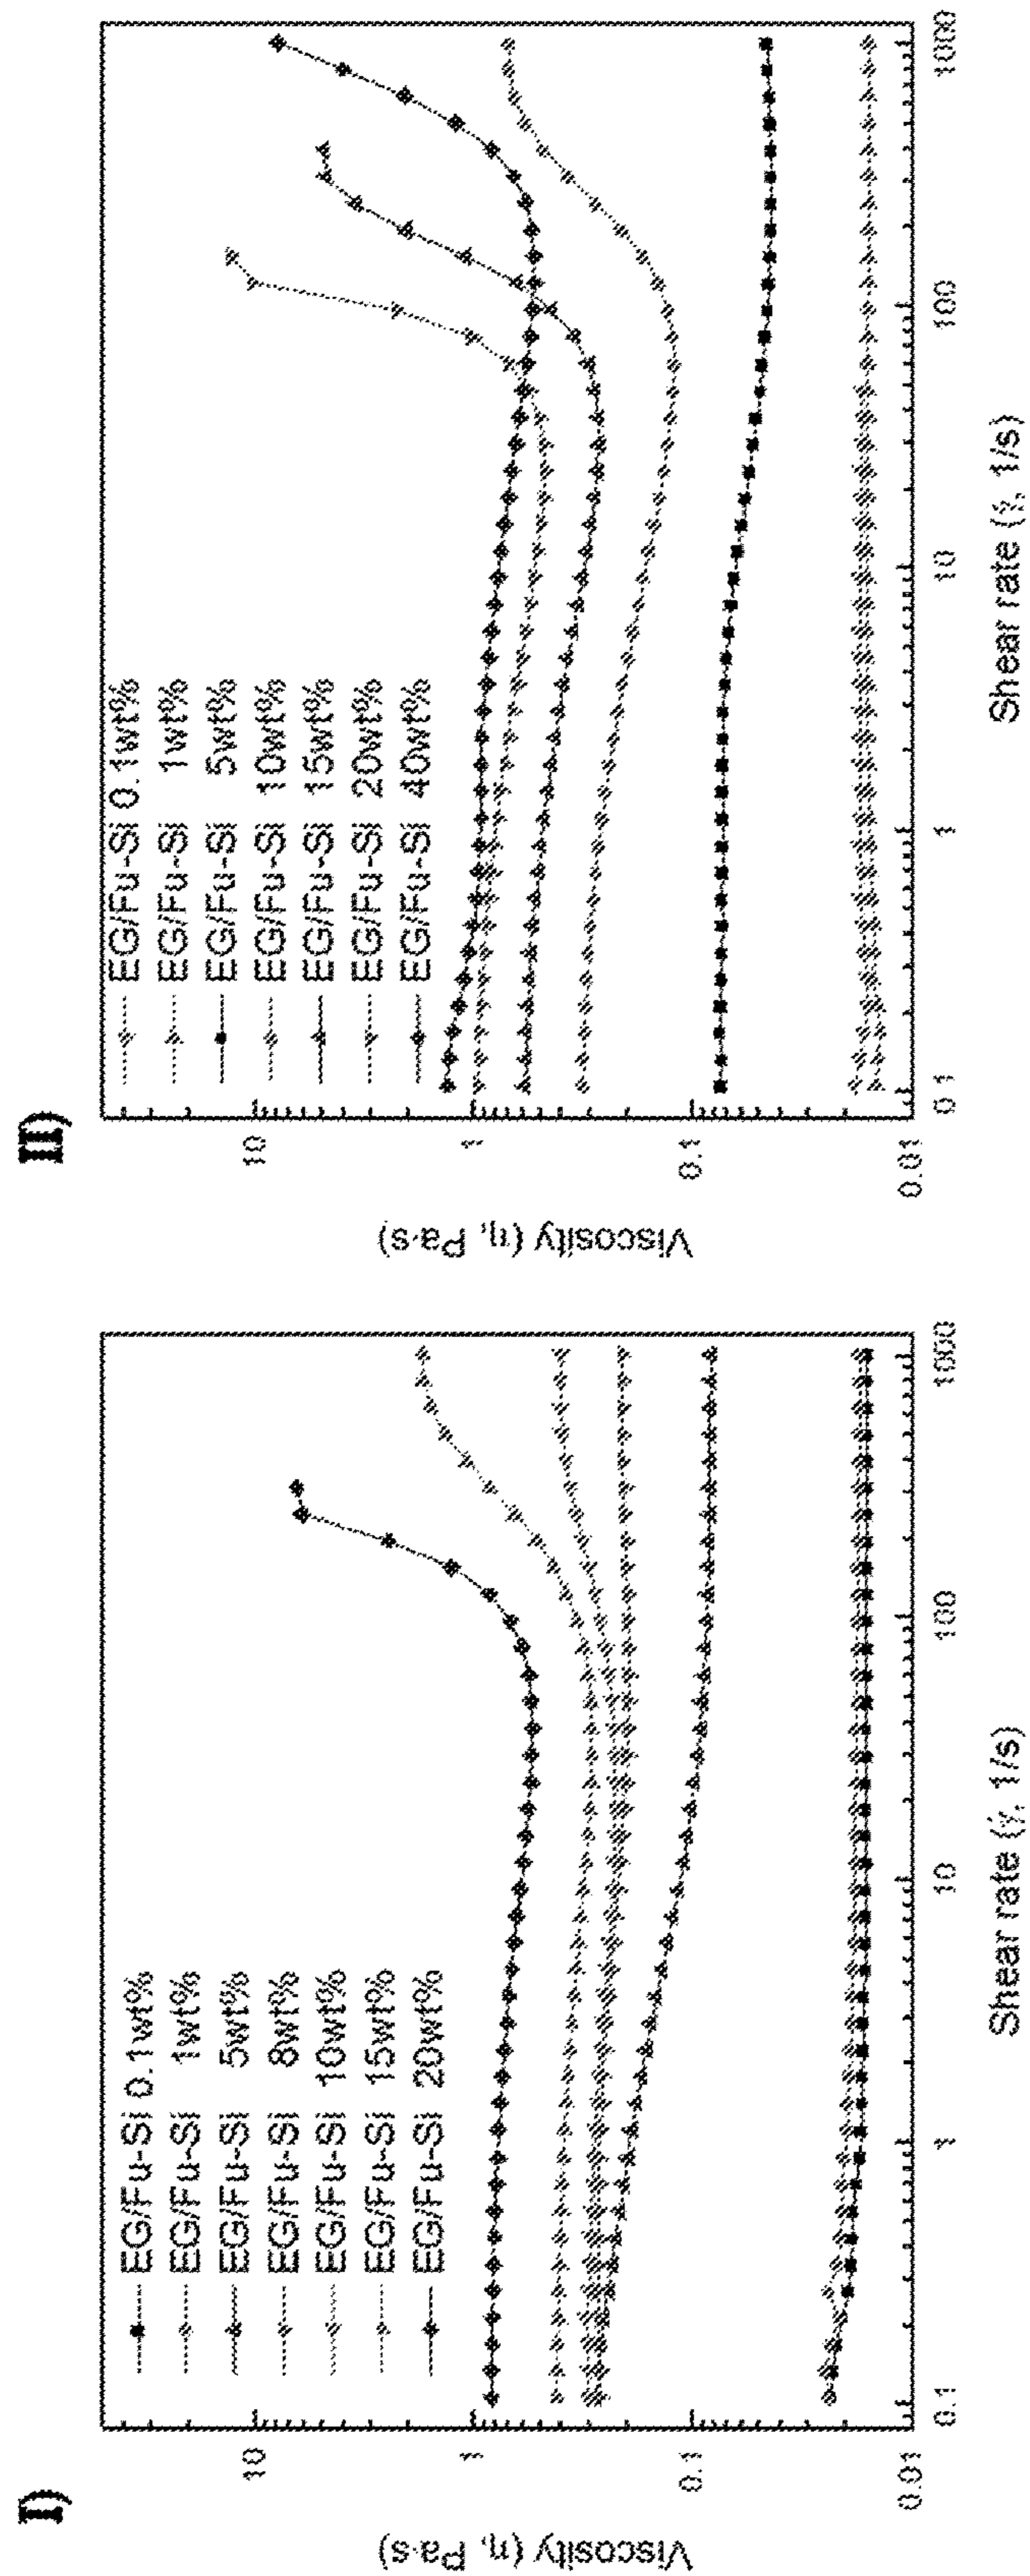 I)
Viscosity (η, Pa·s)
10
1
0.1
0.01
EG/Fu-Si 0.1wt%
EG/Fu-Si 1wt%
EG/Fu-Si 5wt%
EG/Fu-Si 8wt%
EG/Fu-Si 10wt%
EG/Fu-Si 15wt%
EG/Fu-Si 20wt%
0.1
1
10
100
1000
Shear rate (γ̇, 1/s)
II)
Viscosity (η, Pa·s)
10
1
0.1
0.01
EG/Fu-Si 0.1wt%
EG/Fu-Si 1wt%
EG/Fu-Si 5wt%
EG/Fu-Si 10wt%
EG/Fu-Si 15wt%
EG/Fu-Si 20wt%
EG/Fu-Si 40wt%
0.1
1
10
100
1000
Shear rate (γ̇, 1/s)